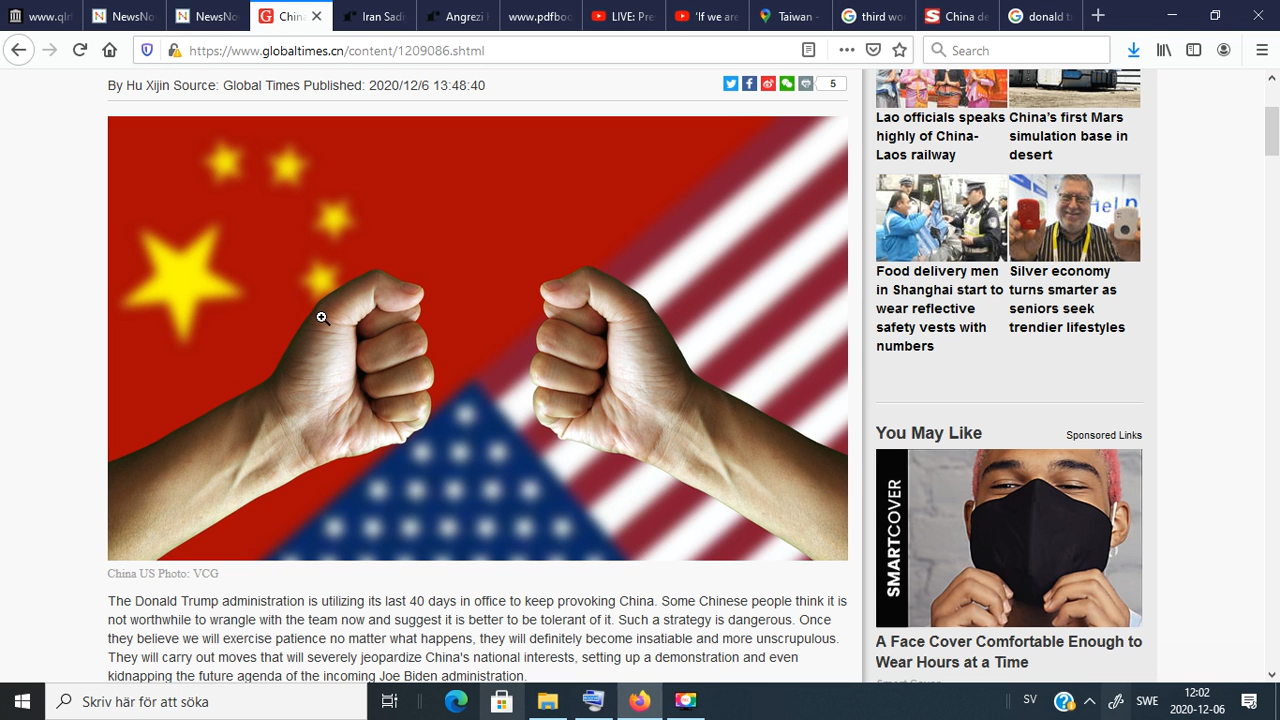 www.qlr
NewsNo
NewsNo
China
Iran Sadi
Angrezi
www.pdfboo
LIVE: Pre
'If we are
Taiwan -
third wo
China de
donald t
https://www.globaltimes.cn/content/1209086.shtml
Search
By Hu Xijin Source: Global Times Published: 2020/12/ :48:40
5
China US Photo: VCG
The Donald Trump administration is utilizing its last 40 days in office to keep provoking China. Some Chinese people think it is
not worthwhile to wrangle with the team now and suggest it is better to be tolerant of it. Such a strategy is dangerous. Once
they believe we will exercise patience no matter what happens, they will definitely become insatiable and more unscrupulous.
They will carry out moves that will severely jeopardize China's national interests, setting up a demonstration and even
kidnapping the future agenda of the incoming Joe Biden administration.
Lao officials speaks
highly of China-
Laos railway
China's first Mars
simulation base in
desert
Help
Food delivery men
in Shanghai start to
wear reflective
safety vests with
numbers
Silver economy
turns smarter as
seniors seek
trendier lifestyles
You May Like
Sponsored Links
SMARTCOVER
A Face Cover Comfortable Enough to
Wear Hours at a Time
Smart Cover
Skriv här för att söka
SV
SWE
12:02
2020-12-06